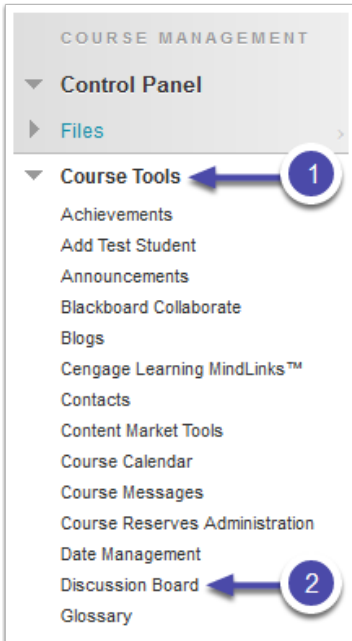 COURSE MANAGEMENT
Control Panel
Files
Course Tools 1
Achievements
Add Test Student
Announcements
Blackboard Collaborate
Blogs
Cengage Learning MindLinks™
Contacts
Content Market Tools
Course Calendar
Course Messages
Course Reserves Administration
Date Management
Discussion Board 2
Glossary